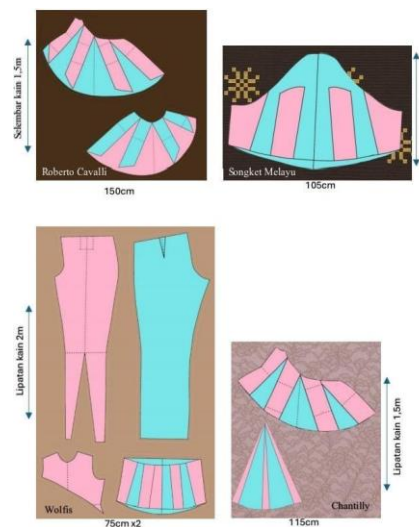 Selembar kain 1,5m
Roberto Cavalli
150cm
Songket Melayu
105cm
Lipatan kain 2m
Wolfis
75cm x2
Chantilly
115cm
Lipatan kain 1,5m